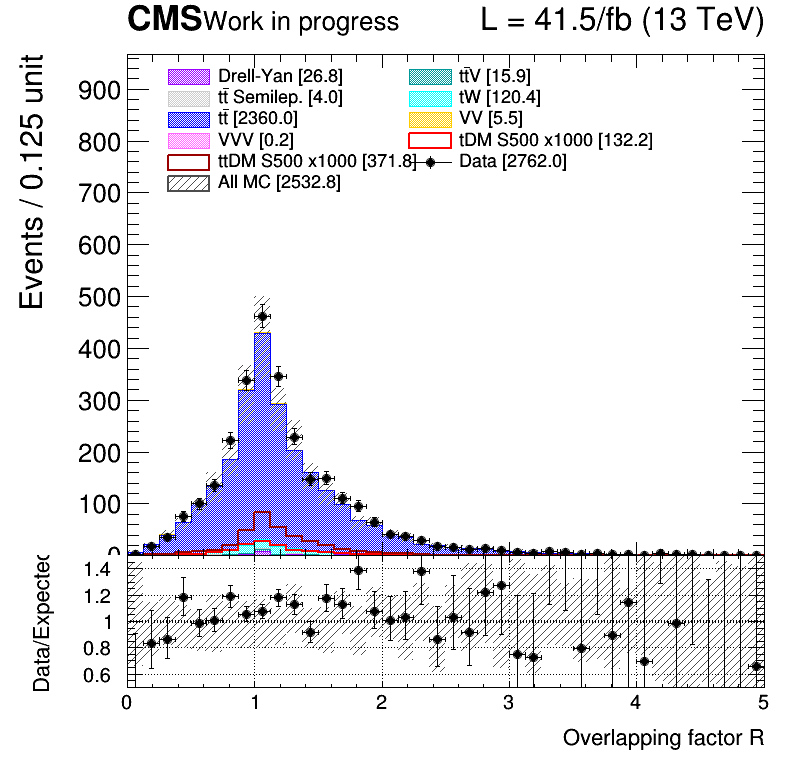 CMS Work in progress L = 41.5/fb (13 TeV)
Events / 0.125 unit
900
800
700
600
500
400
300
200
100
0
Drell-Yan [26.8]
tt̄V [15.9]
tt̄ Semilep. [4.0]
tW [120.4]
tt̄ [2360.0]
VV [5.5]
VVV [0.2]
tDM S500 x1000 [132.2]
ttDM S500 x1000 [371.8]
Data [2762.0]
All MC [2532.8]
Data/Expected
1.4
1.2
1
0.8
0.6
0 1 2 3 4 5
Overlapping factor R